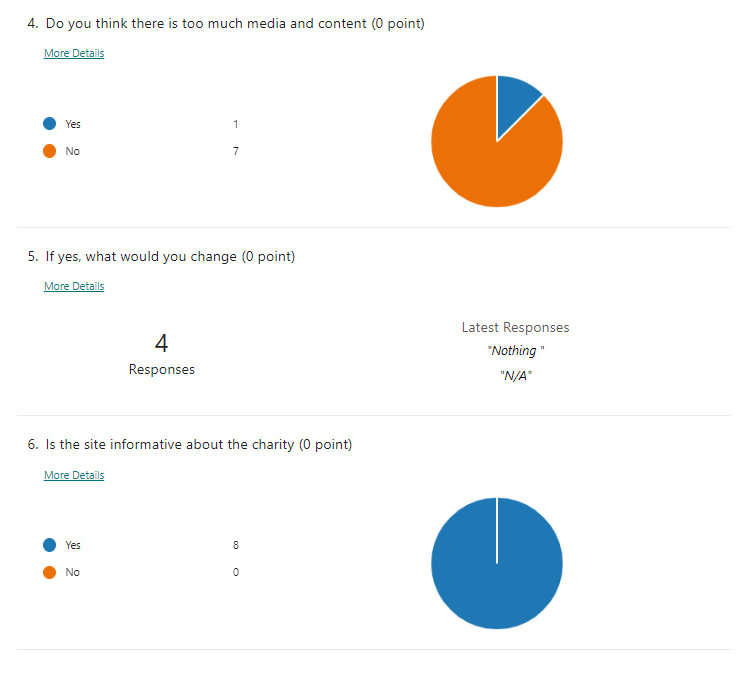 4. Do you think there is too much media and content (0 point)
More Details
Yes 1
No 7
5. If yes, what would you change (0 point)
More Details
4
Responses
Latest Responses
"Nothing "
"N/A"
6. Is the site informative about the charity (0 point)
More Details
Yes 8
No 0